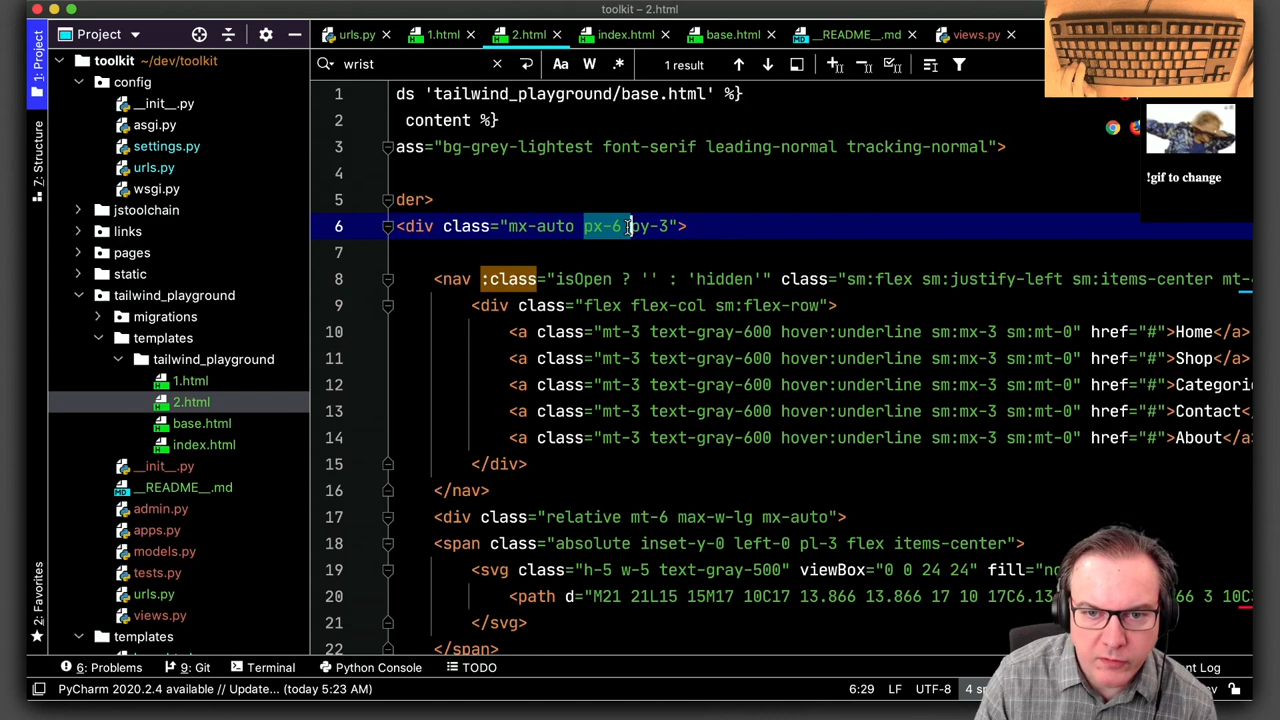 toolkit – 2.html
Project
urls.py
1.html
2.html
index.html
base.html
__README__.md
views.py
wrist
Aa
W
.*
1 result
1: Project
7: Structure
2: Favorites
toolkit ~/dev/toolkit
config
__init__.py
asgi.py
settings.py
urls.py
wsgi.py
jstoolchain
links
pages
static
tailwind_playground
migrations
templates
tailwind_playground
1.html
2.html
base.html
index.html
__init__.py
__README__.md
admin.py
apps.py
models.py
tests.py
urls.py
views.py
templates
1 ds 'tailwind_playground/base.html' %}
2 content %}
3 ass="bg-grey-lightest font-serif leading-normal tracking-normal">
4
5 der>
6 <div class="mx-auto px-6 py-3">
7
8 <nav :class="isOpen ? '' : 'hidden'" class="sm:flex sm:justify-left sm:items-center mt-
9 <div class="flex flex-col sm:flex-row">
10 <a class="mt-3 text-gray-600 hover:underline sm:mx-3 sm:mt-0" href="#">Home</a>
11 <a class="mt-3 text-gray-600 hover:underline sm:mx-3 sm:mt-0" href="#">Shop</a>
12 <a class="mt-3 text-gray-600 hover:underline sm:mx-3 sm:mt-0" href="#">Categorie
13 <a class="mt-3 text-gray-600 hover:underline sm:mx-3 sm:mt-0" href="#">Contact</
14 <a class="mt-3 text-gray-600 hover:underline sm:mx-3 sm:mt-0" href="#">About</a>
15 </div>
16 </nav>
17 <div class="relative mt-6 max-w-lg mx-auto">
18 <span class="absolute inset-y-0 left-0 pl-3 flex items-center">
19 <svg class="h-5 w-5 text-gray-500" viewBox="0 0 24 24" fill="no
20 <path d="M21 21L15 15M17 10C17 13.866 13.866 17 10 17C6.13 66 3 10C3
21 </svg>
22 </span>
!gif to change
6: Problems
9: Git
Terminal
Python Console
TODO
nt Log
PyCharm 2020.2.4 available // Update... (today 5:23 AM)
6:29
LF
UTF-8
4 s